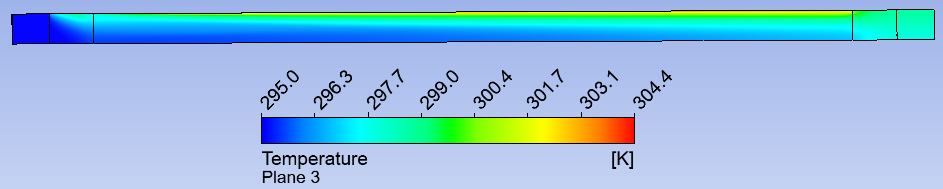 295.0 296.3 297.7 299.0 300.4 301.7 303.1 304.4
Temperature [K]
Plane 3